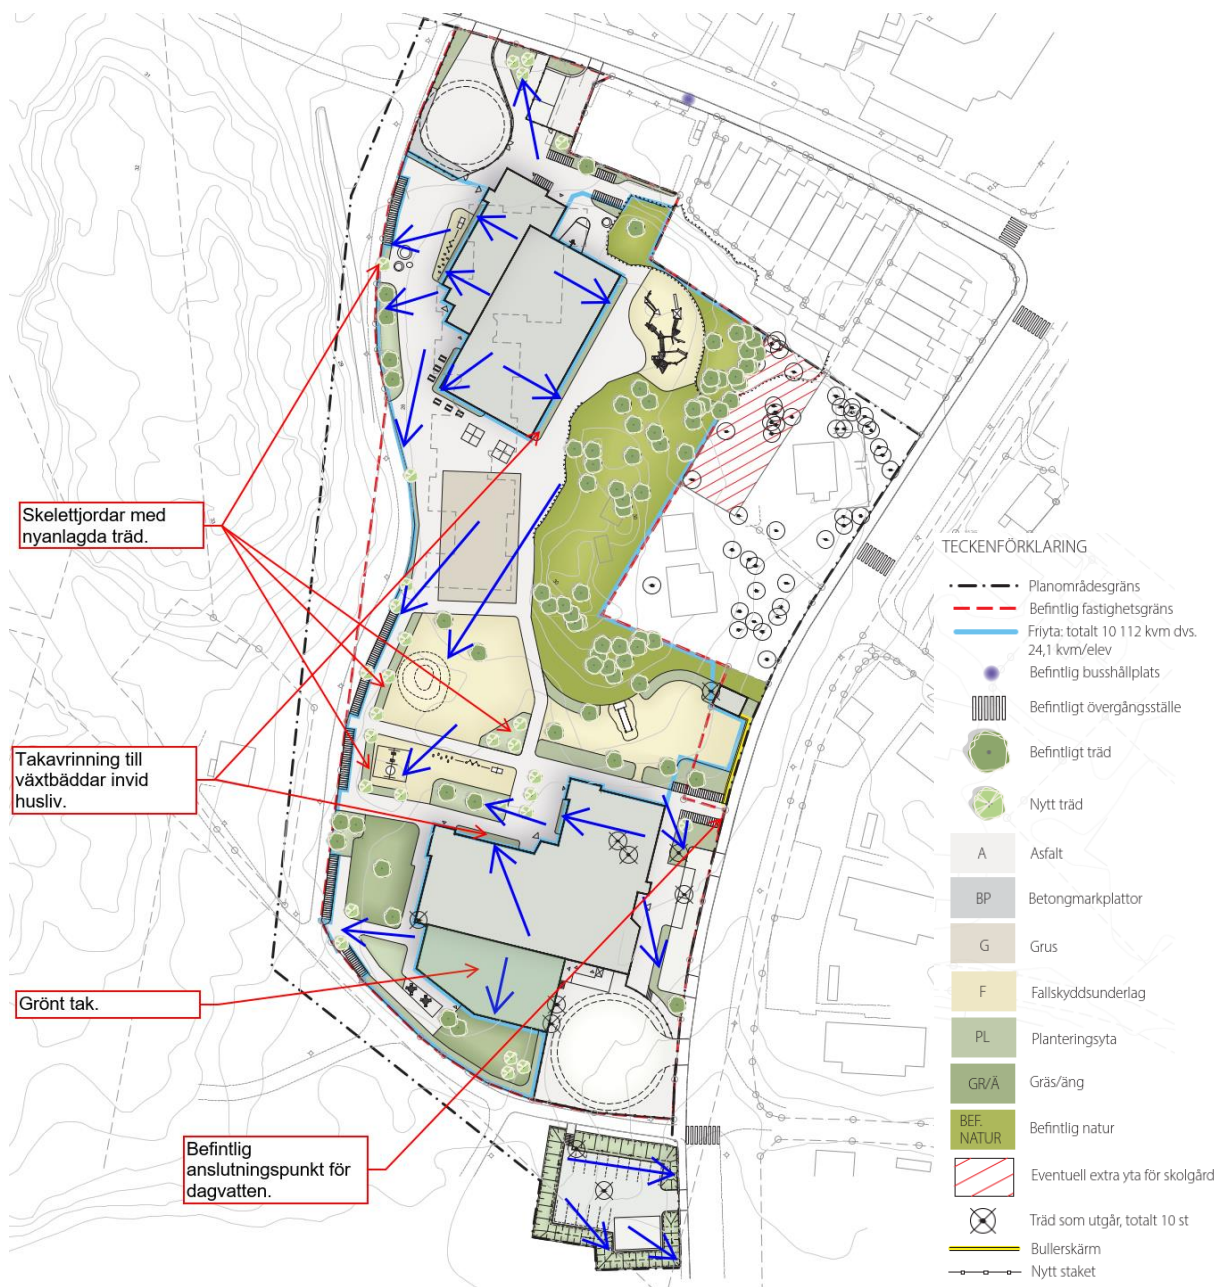 Skelettjordar med
nyanlagda träd.
Takavrinning till
växtbäddar invid
husliv.
Grönt tak.
Befintlig
anslutningspunkt för
dagvatten.
TECKENFÖRKLARING
Planområdesgräns
Befintlig fastighetsgräns
Friyta: totalt 10 112 kvm dvs.
24,1 kvm/elev
Befintlig busshållplats
Befintligt övergångsställe
Befintligt träd
Nytt träd
A Asfalt
BP Betongmarkplattor
G Grus
F Fallskyddsunderlag
PL Planteringsyta
GR/Ä Gräs/äng
BEF.
NATUR Befintlig natur
Eventuell extra yta för skolgård
Träd som utgår, totalt 10 st
Bullerskärm
Nytt staket